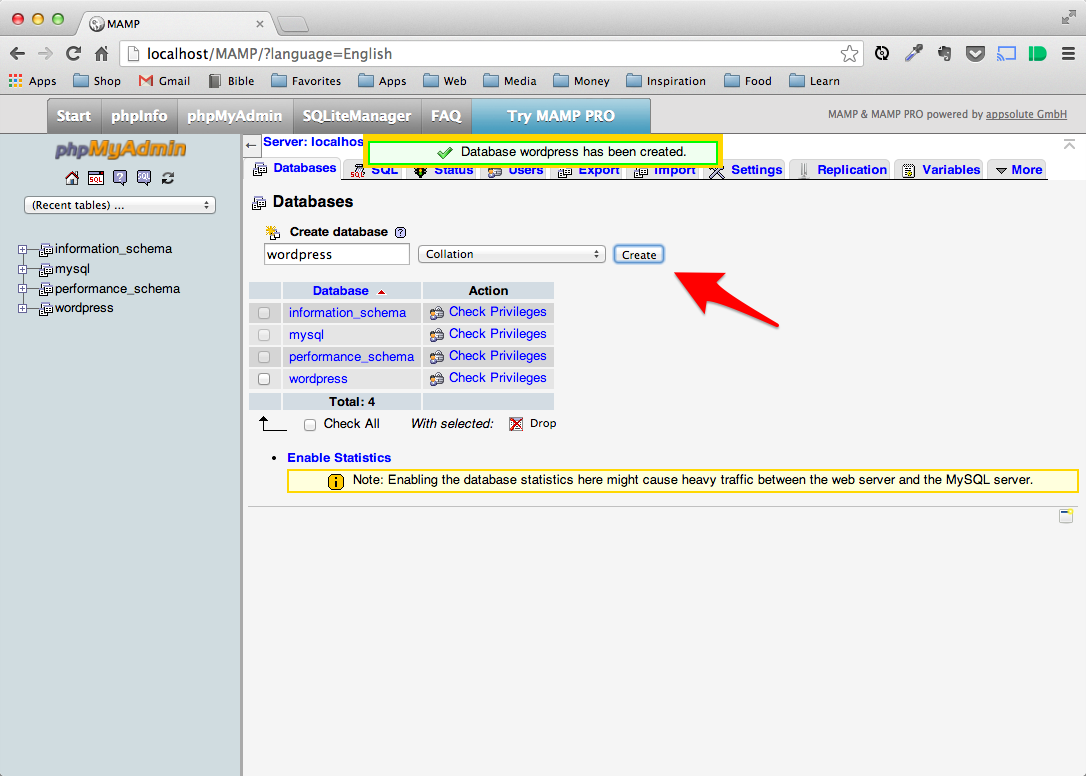 MAMP
localhost/MAMP/?language=English
Apps Shop Gmail Bible Favorites Apps Web Media Money Inspiration Food Learn
Start phpInfo phpMyAdmin SQLiteManager FAQ Try MAMP PRO MAMP & MAMP PRO powered by appsolute GmbH
phpMyAdmin
SQL SQL
(Recent tables) ...
information_schema
mysql
performance_schema
wordpress
Server: localhos
Database wordpress has been created.
Databases SQL Status Users Export Import Settings Replication Variables More
Databases
Create database
wordpress Collation Create
Database Action
information_schema Check Privileges
mysql Check Privileges
performance_schema Check Privileges
wordpress Check Privileges
Total: 4
Check All With selected: Drop
Enable Statistics
Note: Enabling the database statistics here might cause heavy traffic between the web server and the MySQL server.